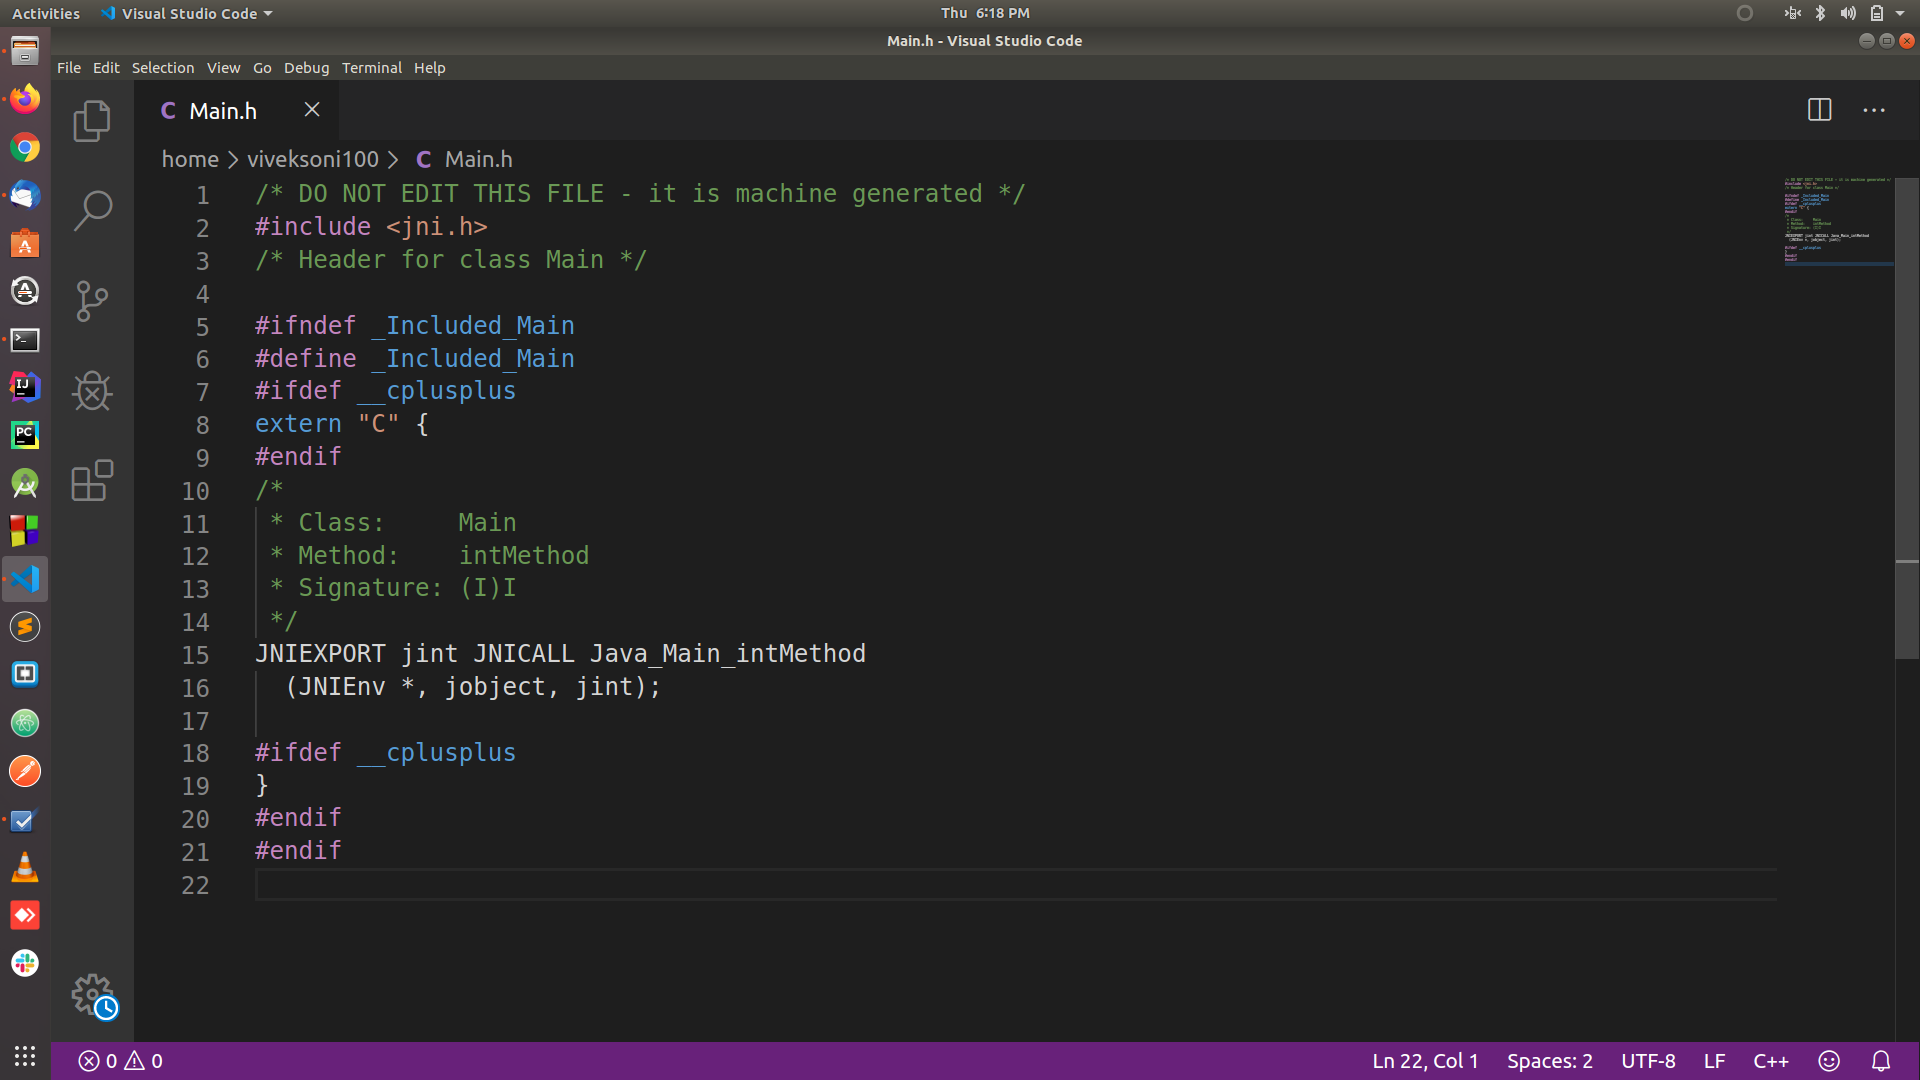 Activities Visual Studio Code Thu 6:18 PM
Main.h - Visual Studio Code
File Edit Selection View Go Debug Terminal Help
C Main.h
home > viveksoni100 > C Main.h
1 /* DO NOT EDIT THIS FILE - it is machine generated */
2 #include <jni.h>
3 /* Header for class Main */
4
5 #ifndef _Included_Main
6 #define _Included_Main
7 #ifdef __cplusplus
8 extern "C" {
9 #endif
10 /*
11  * Class:     Main
12  * Method:    intMethod
13  * Signature: (I)I
14  */
15 JNIEXPORT jint JNICALL Java_Main_intMethod
16   (JNIEnv *, jobject, jint);
17
18 #ifdef __cplusplus
19 }
20 #endif
21 #endif
22
0 0 Ln 22, Col 1 Spaces: 2 UTF-8 LF C++